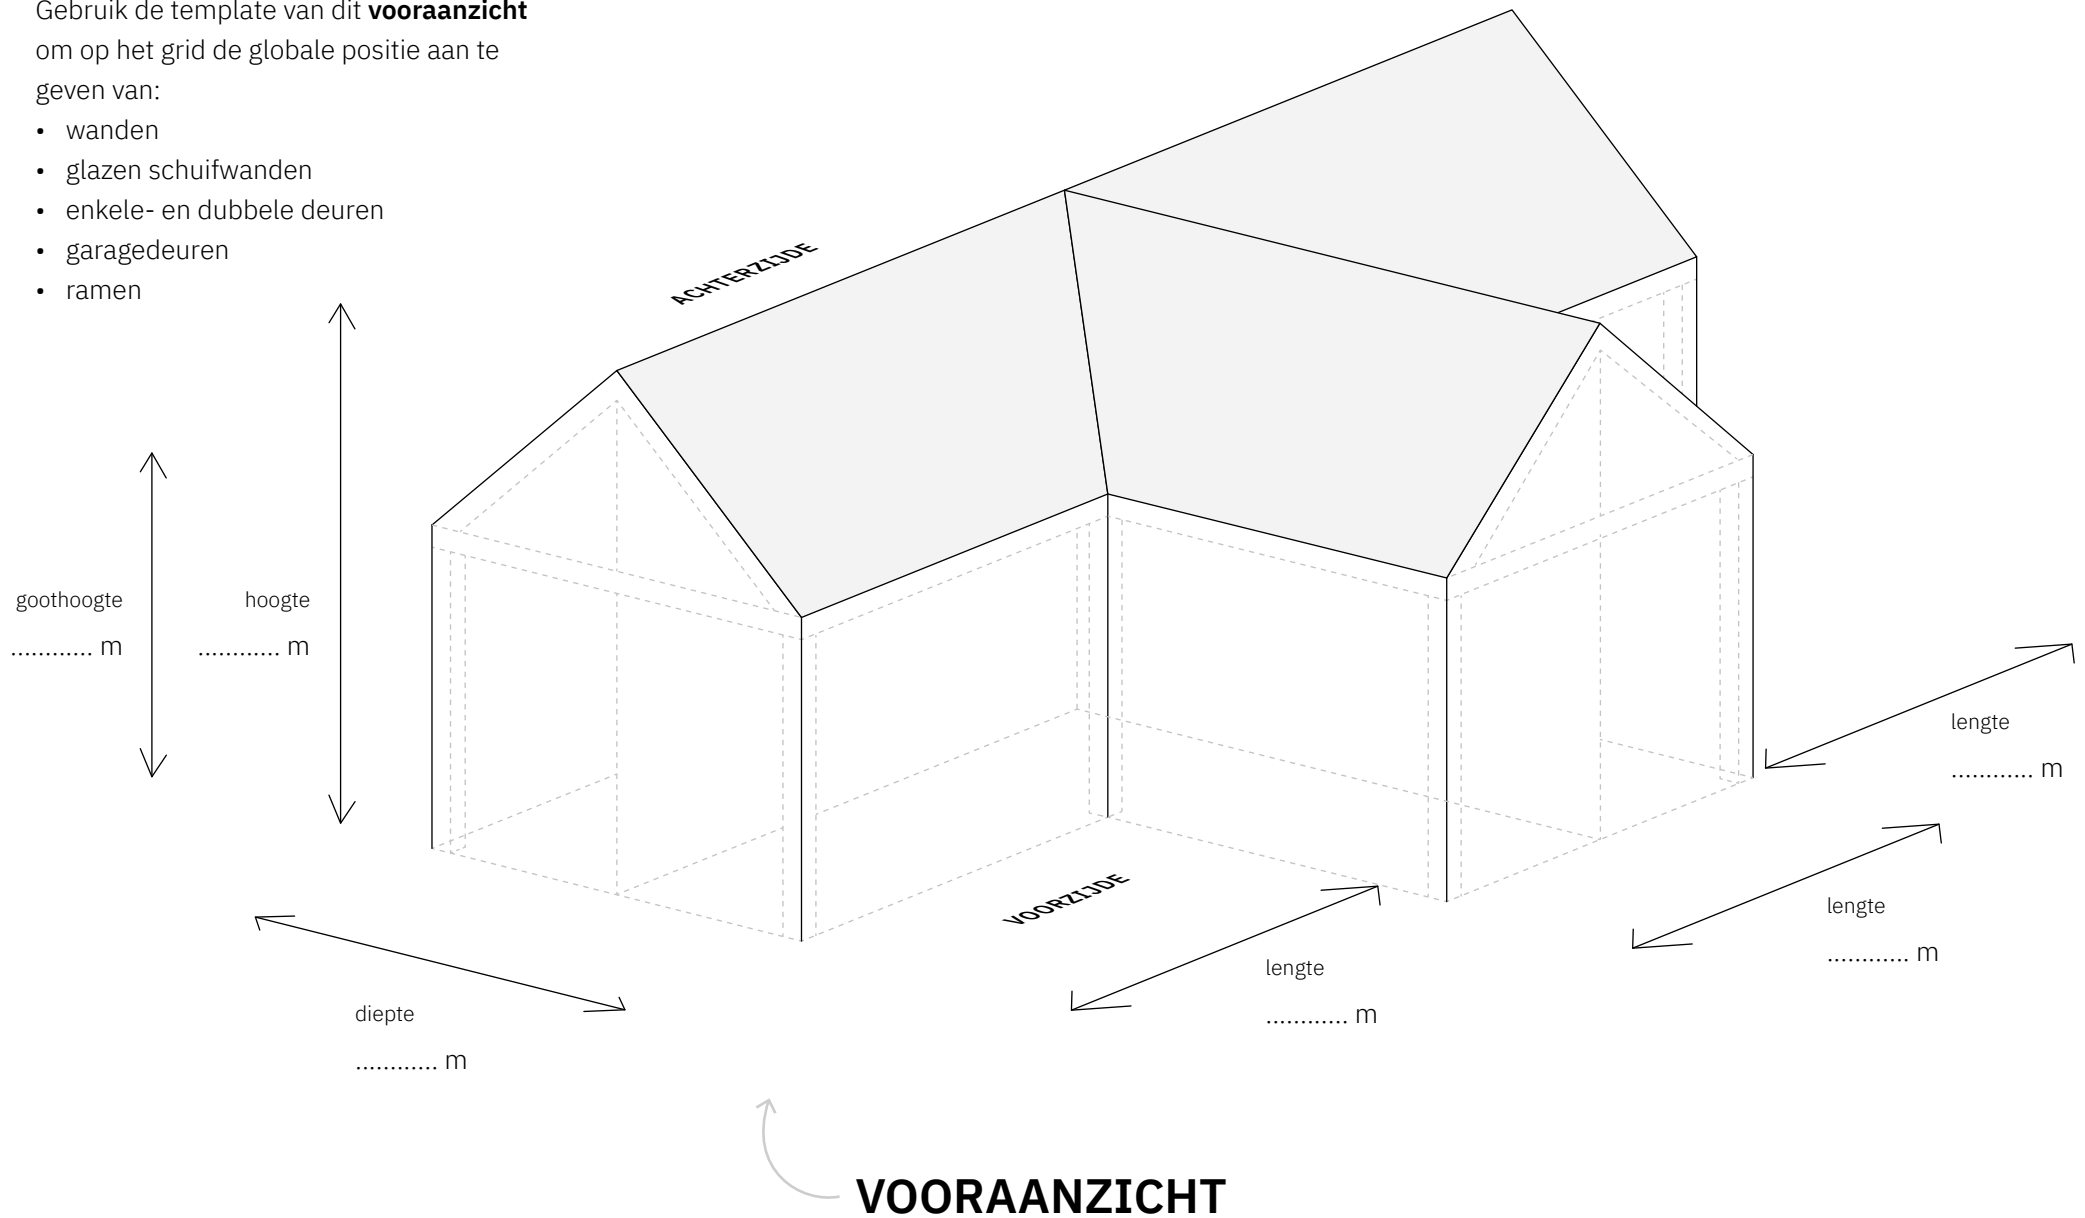 Gebruik de template van dit vooraanzicht
om op het grid de globale positie aan te
geven van:
• wanden
• glazen schuifwanden
• enkele- en dubbele deuren
• garagedeuren
• ramen
ACHTERZIJDE
goothoogte
............ m
hoogte
............ m
lengte
............ m
VOORZIJDE
lengte
............ m
lengte
............ m
diepte
............ m
VOORAANZICHT